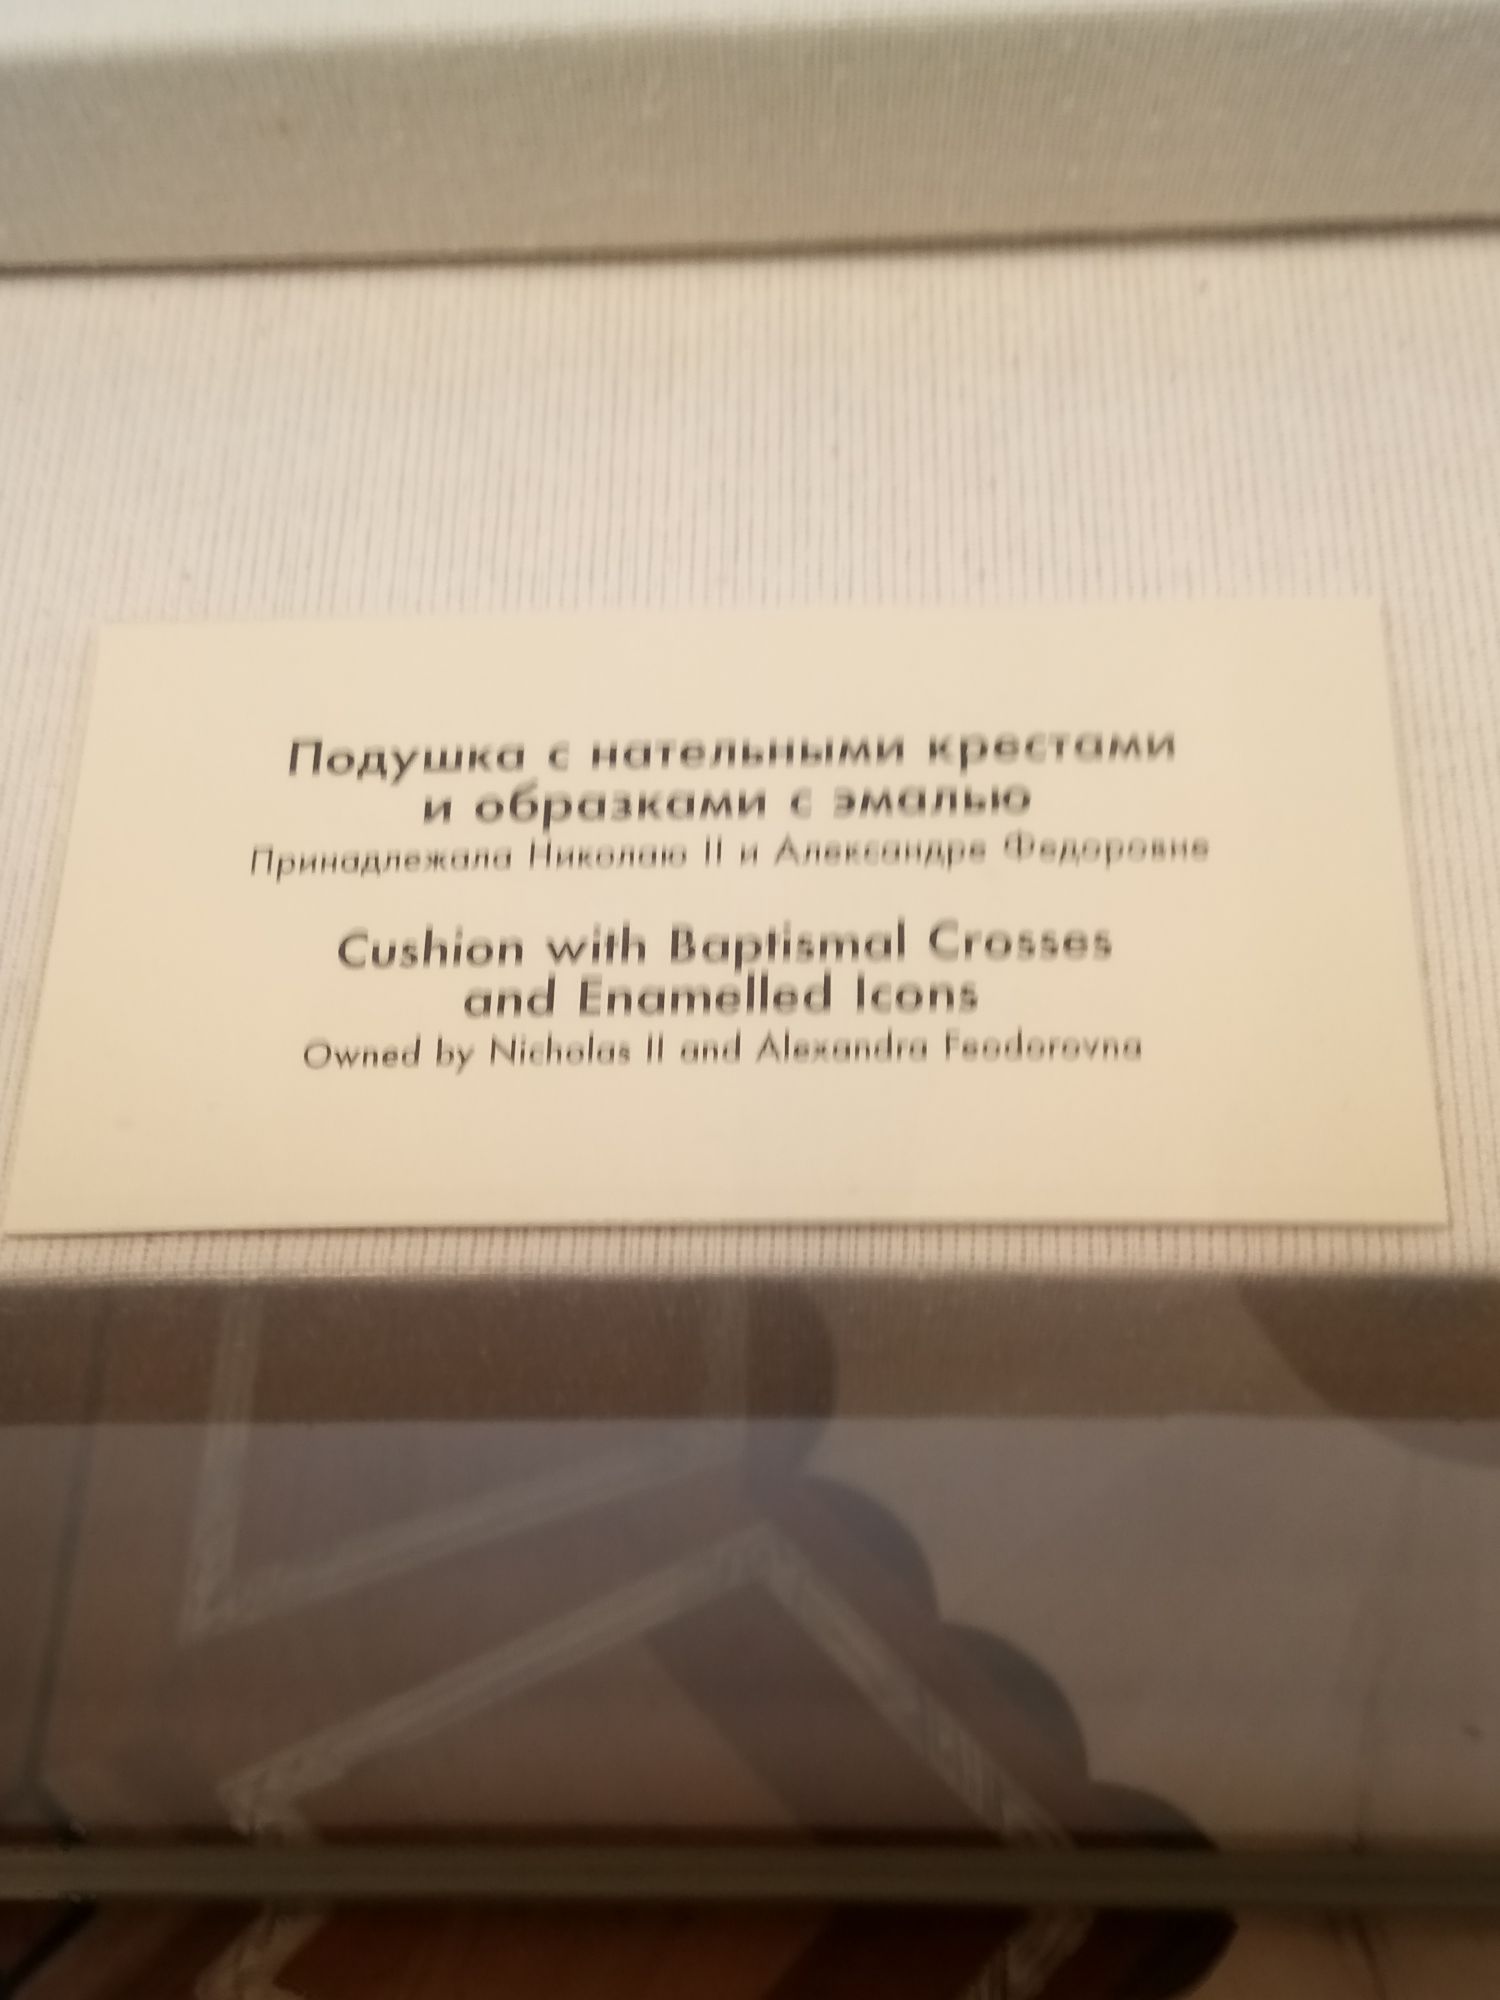 Подушка с нательными крестами
и образками с эмалью
Принадлежала Николаю II и Александре Федоровне
Cushion with Baptismal Crosses
and Enamelled Icons
Owned by Nicholas II and Alexandra Feodorovna